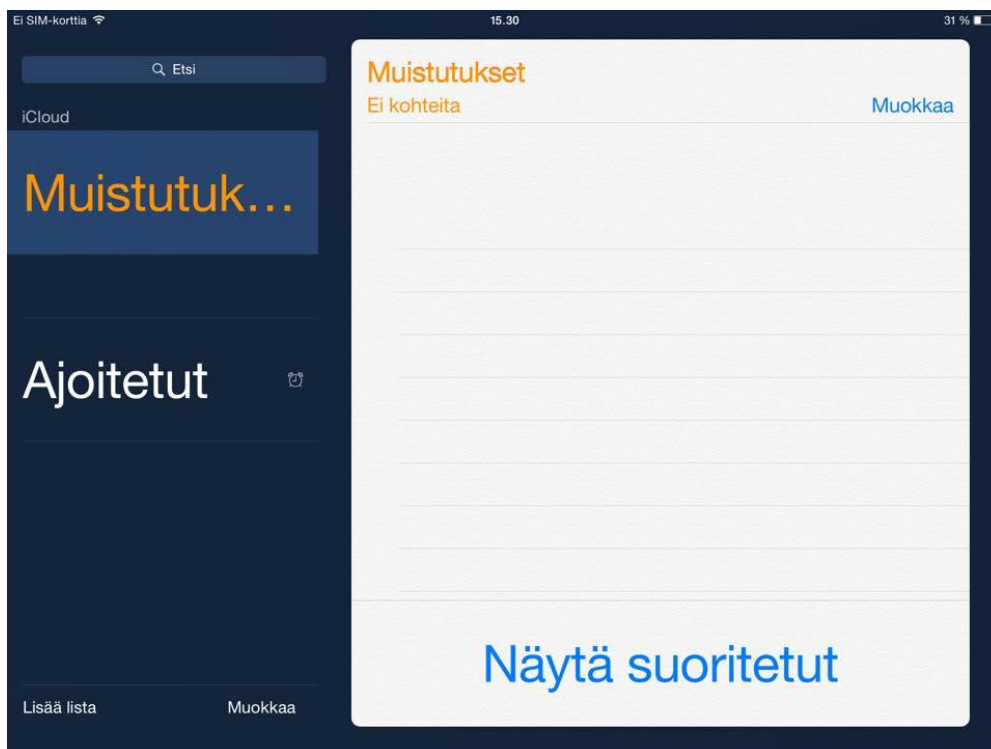 Ei SIM-korttia
15.30
31 %
Etsi
iCloud
Muistutuk...
Ajoitetut
Lisää lista
Muokkaa
Muistutukset
Ei kohteita
Muokkaa
Näytä suoritetut